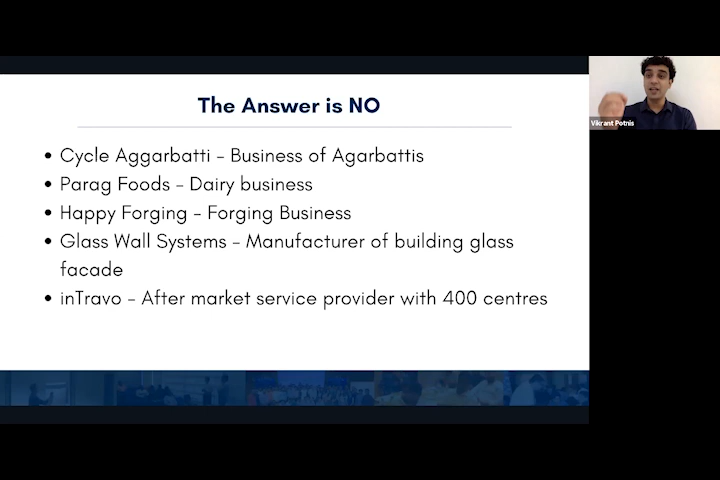 The Answer is NO
Vikrant Potnis
• Cycle Aggarbatti - Business of Agarbattis
• Parag Foods - Dairy business
• Happy Forging - Forging Business
• Glass Wall Systems - Manufacturer of building glass
facade
• inTravo - After market service provider with 400 centres